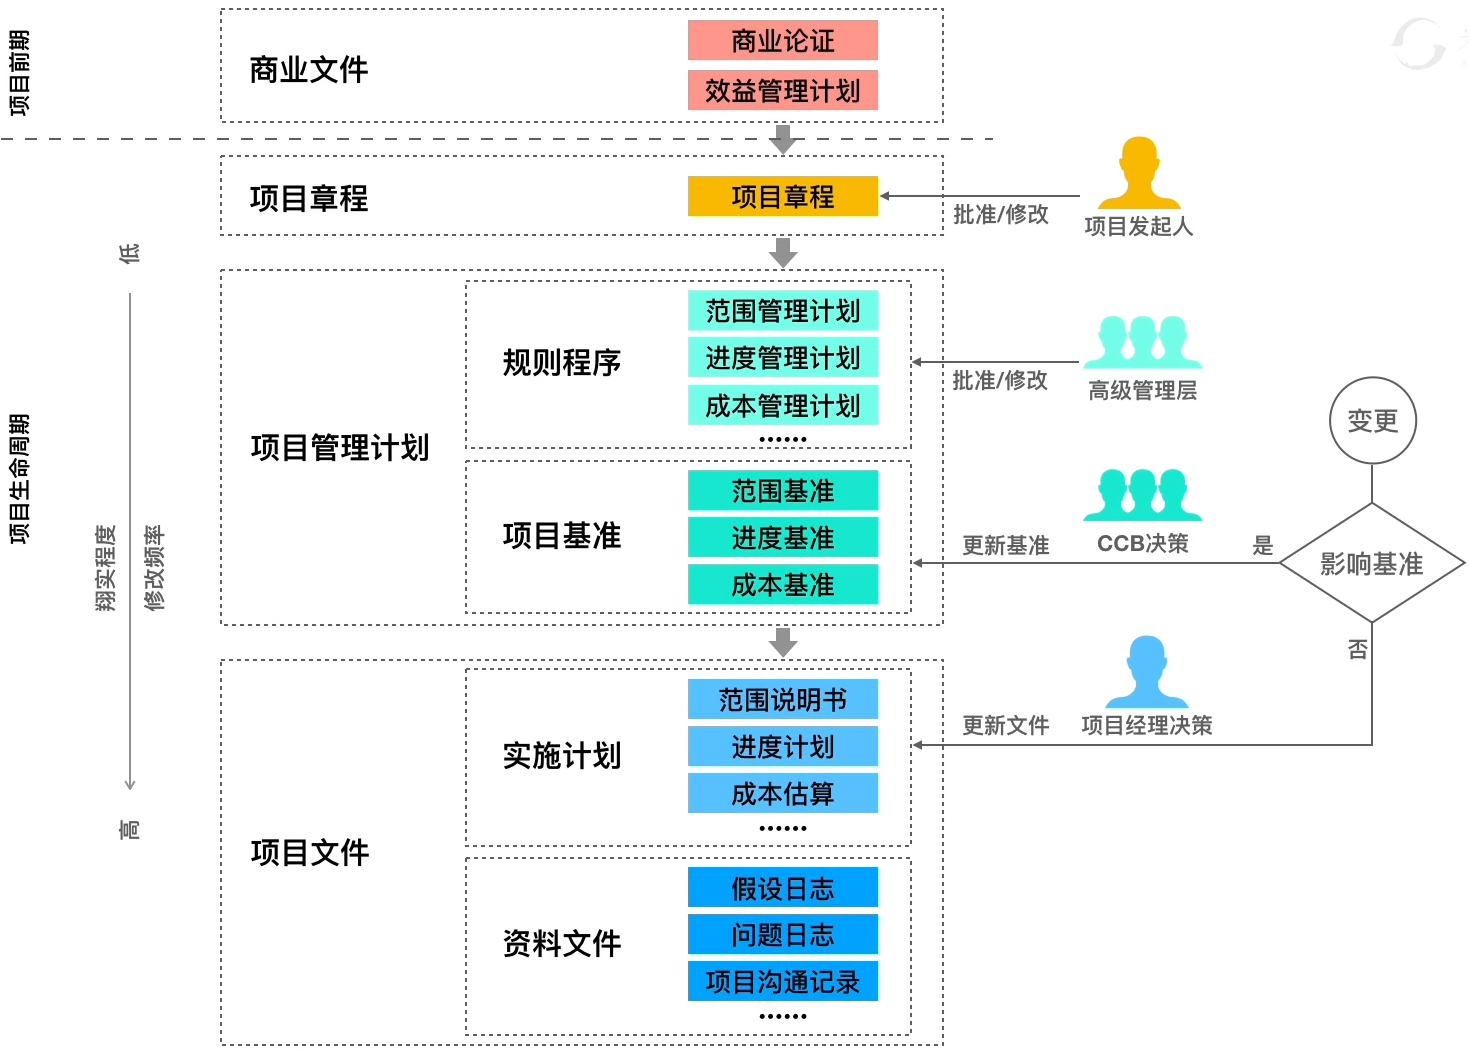 项目前期
商业文件
商业论证
效益管理计划
项目章程
项目章程
批准/修改
项目发起人
项目生命周期
低
翔实程度
修改频率
高
项目管理计划
规则程序
范围管理计划
进度管理计划
成本管理计划
……
批准/修改
高级管理层
项目基准
范围基准
进度基准
成本基准
更新基准
CCB决策
是
变更
影响基准
否
项目文件
实施计划
范围说明书
进度计划
成本估算
……
更新文件
项目经理决策
资料文件
假设日志
问题日志
项目沟通记录
……